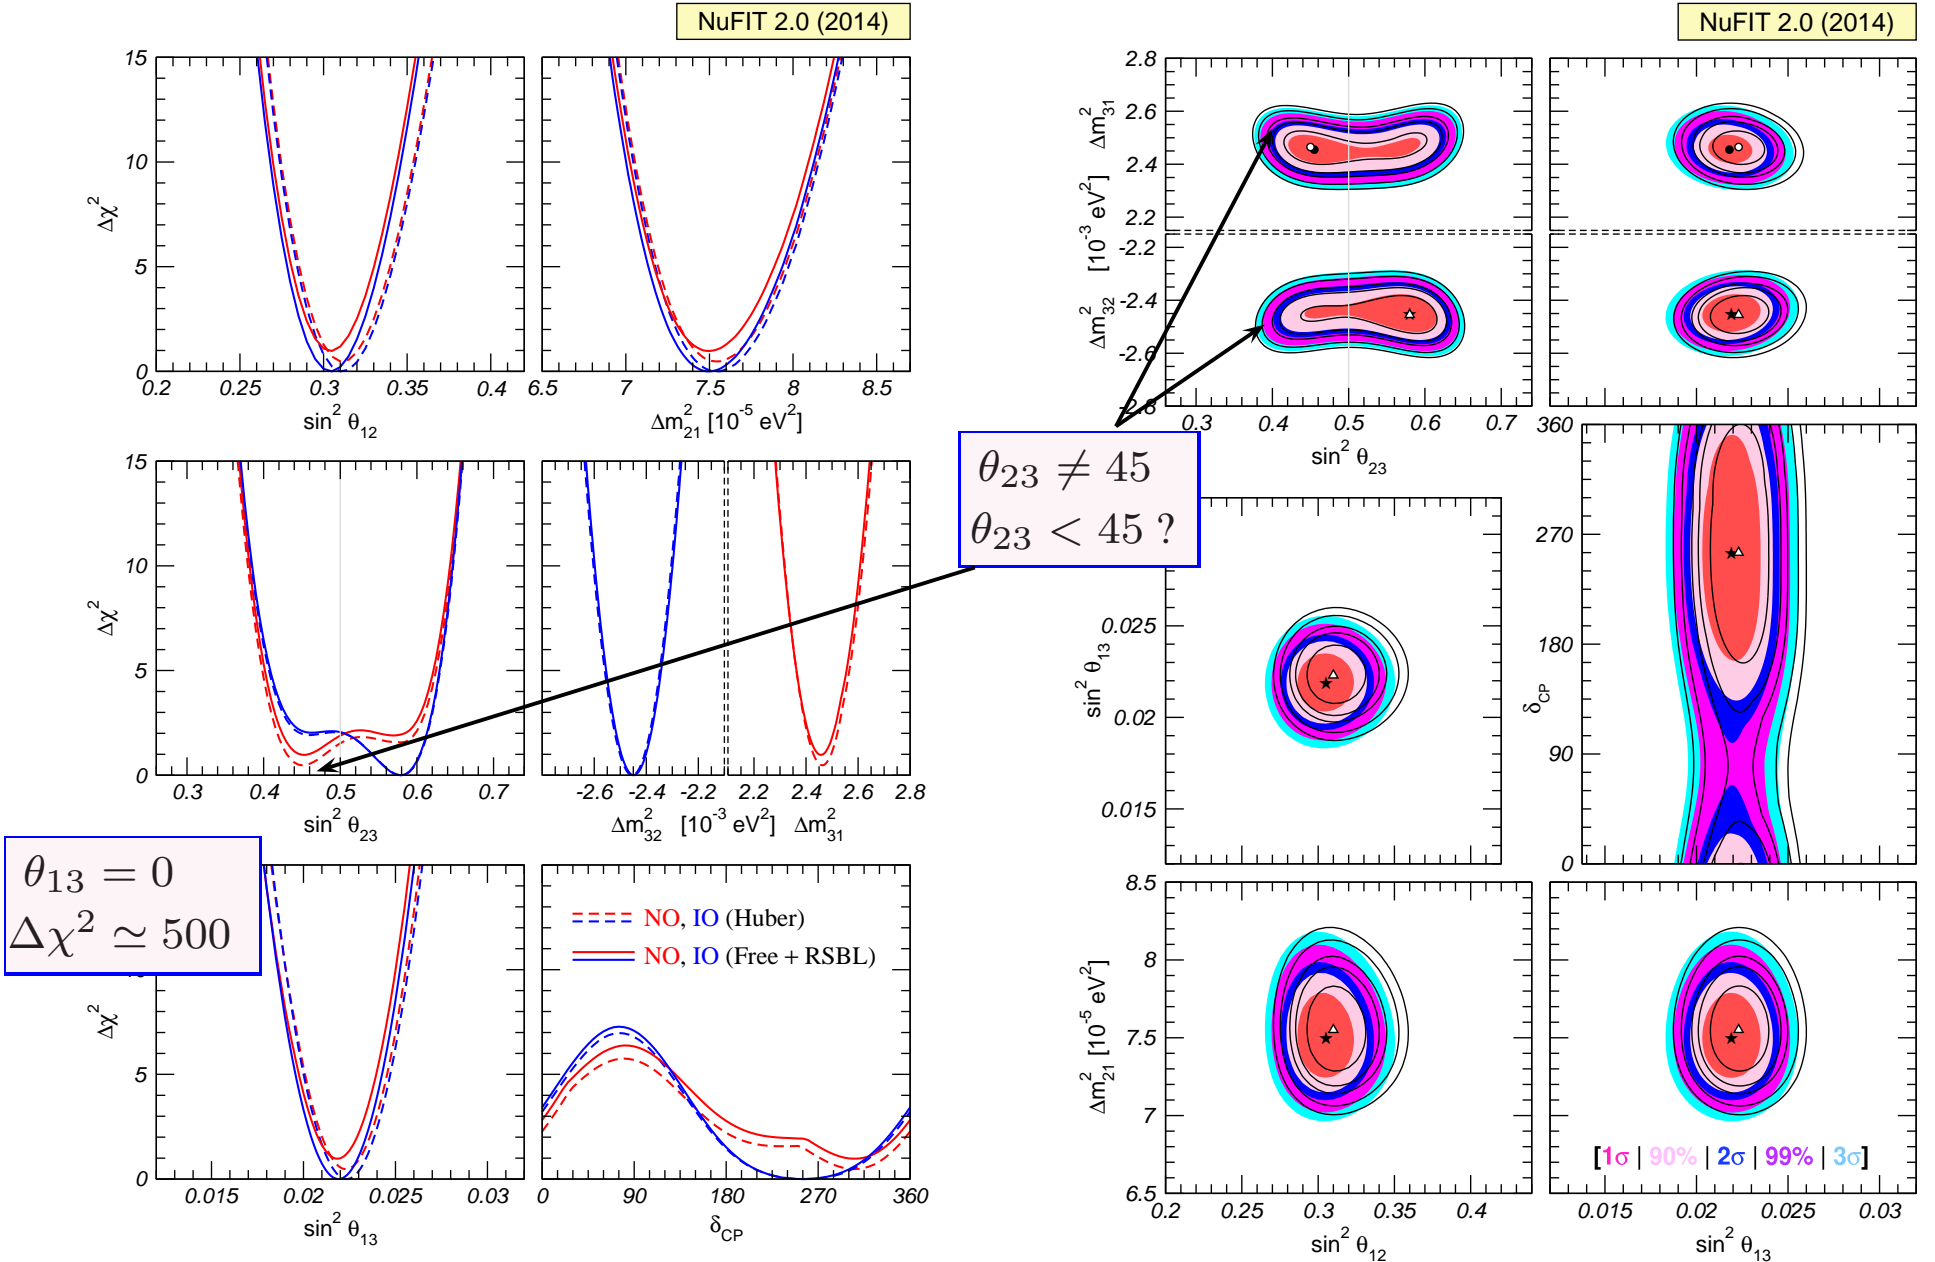 NuFIT 2.0 (2014)
15
10
5
0
Δχ²
0.2 0.25 0.3 0.35 0.4
sin² θ₁₂
6.5 7 7.5 8 8.5
Δm²₂₁ [10⁻⁵ eV²]
15
10
5
0
Δχ²
0.3 0.4 0.5 0.6 0.7
sin² θ₂₃
-2.6 -2.4 -2.2 2.2 2.4 2.6 2.8
Δm²₃₂ [10⁻³ eV²] Δm²₃₁
θ₁₃ = 0
Δχ² ≃ 500
5
0
Δχ²
0.015 0.02 0.025 0.03
sin² θ₁₃
NO, IO (Huber)
NO, IO (Free + RSBL)
0 90 180 270 360
δCP
NuFIT 2.0 (2014)
2.8
2.6
2.4
2.2
-2.2
-2.4
-2.6
-2.8
Δm²₃₂ [10⁻³ eV²] Δm²₃₁
0.3 0.4 0.5 0.6 0.7
sin² θ₂₃
θ₂₃ ≠ 45
θ₂₃ < 45 ?
0.025
0.02
0.015
sin² θ₁₃
360
270
180
90
0
δCP
8.5
8
7.5
7
6.5
Δm²₂₁ [10⁻⁵ eV²]
0.2 0.25 0.3 0.35 0.4
sin² θ₁₂
[1σ | 90% | 2σ | 99% | 3σ]
0.015 0.02 0.025 0.03
sin² θ₁₃